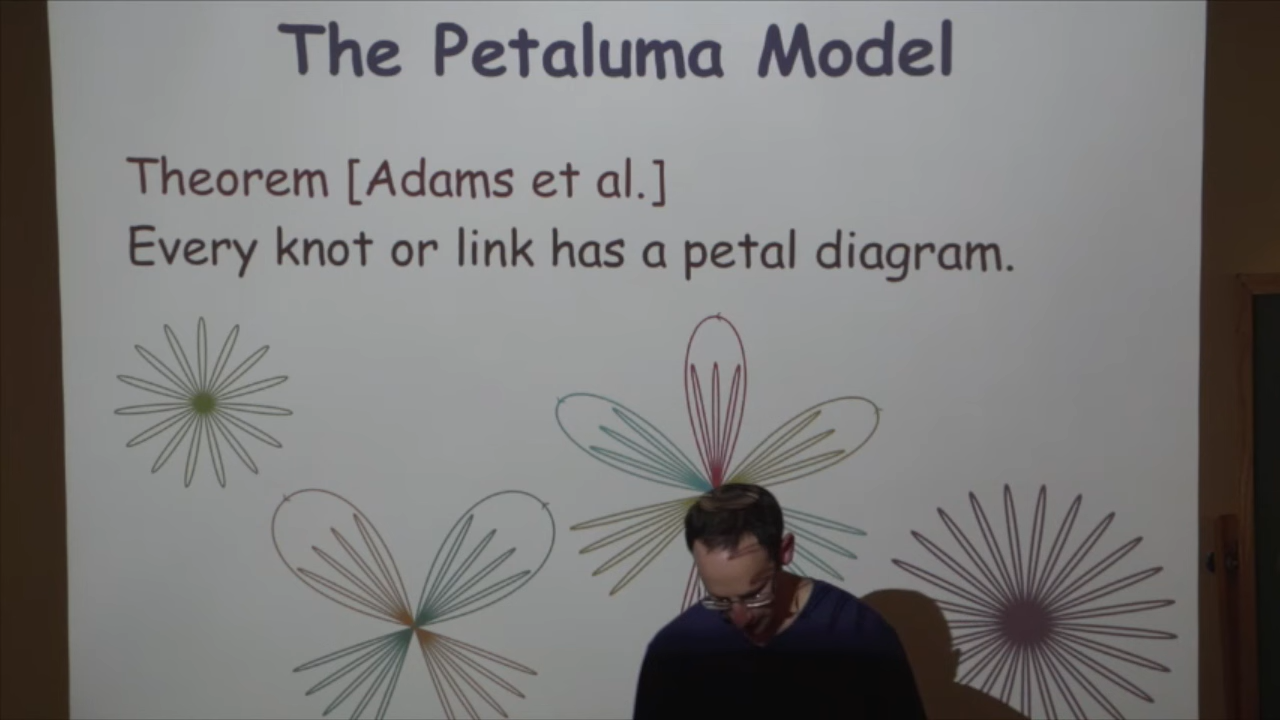 The Petaluma Model
Theorem [Adams et al.]
Every knot or link has a petal diagram.